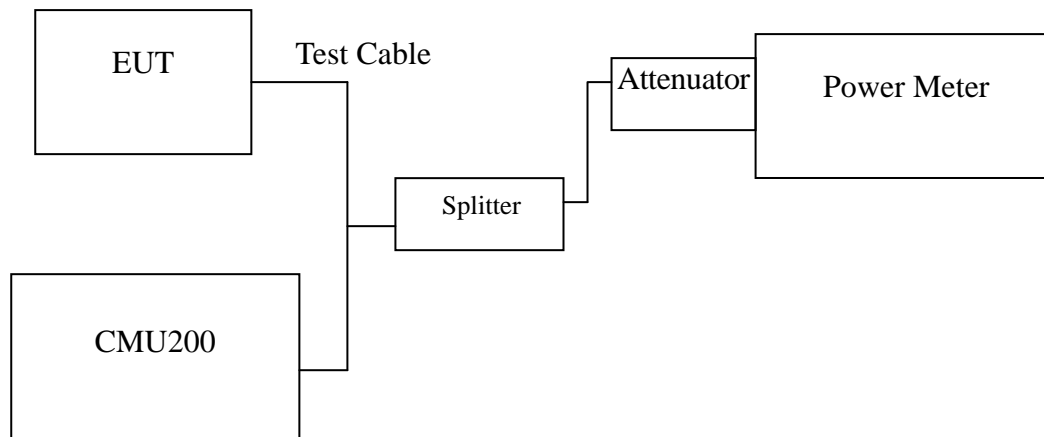 EUT
Test Cable
Attenuator
Power Meter
Splitter
CMU200